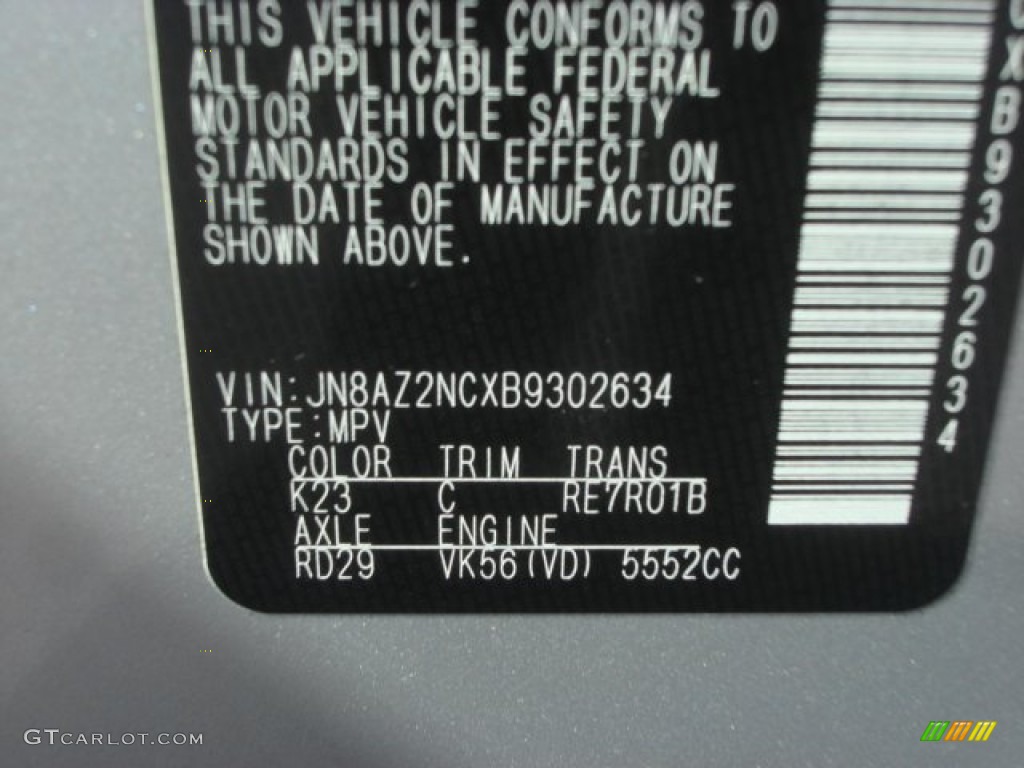 THIS VEHICLE CONFORMS TO
ALL APPLICABLE FEDERAL
MOTOR VEHICLE SAFETY
STANDARDS IN EFFECT ON
THE DATE OF MANUFACTURE
SHOWN ABOVE.
VIN:JN8AZ2NCXB9302634
TYPE:MPV
COLOR TRIM TRANS
K23 C RE7R01B
AXLE ENGINE
RD29 VK56(VD) 5552CC
CXB9302634
GTCARLOT.COM